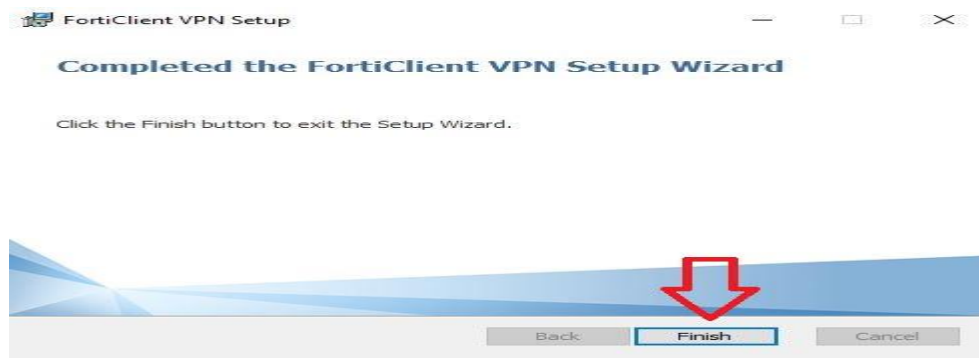 FortiClient VPN Setup
Completed the FortiClient VPN Setup Wizard
Click the Finish button to exit the Setup Wizard.
Back Finish Cancel